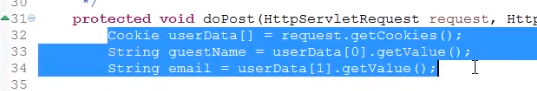 */
31 protected void doPost(HttpServletRequest request, Http
32 Cookie userData[] = request.getCookies();
33 String guestName = userData[0].getValue();
34 String email = userData[1].getValue();
35